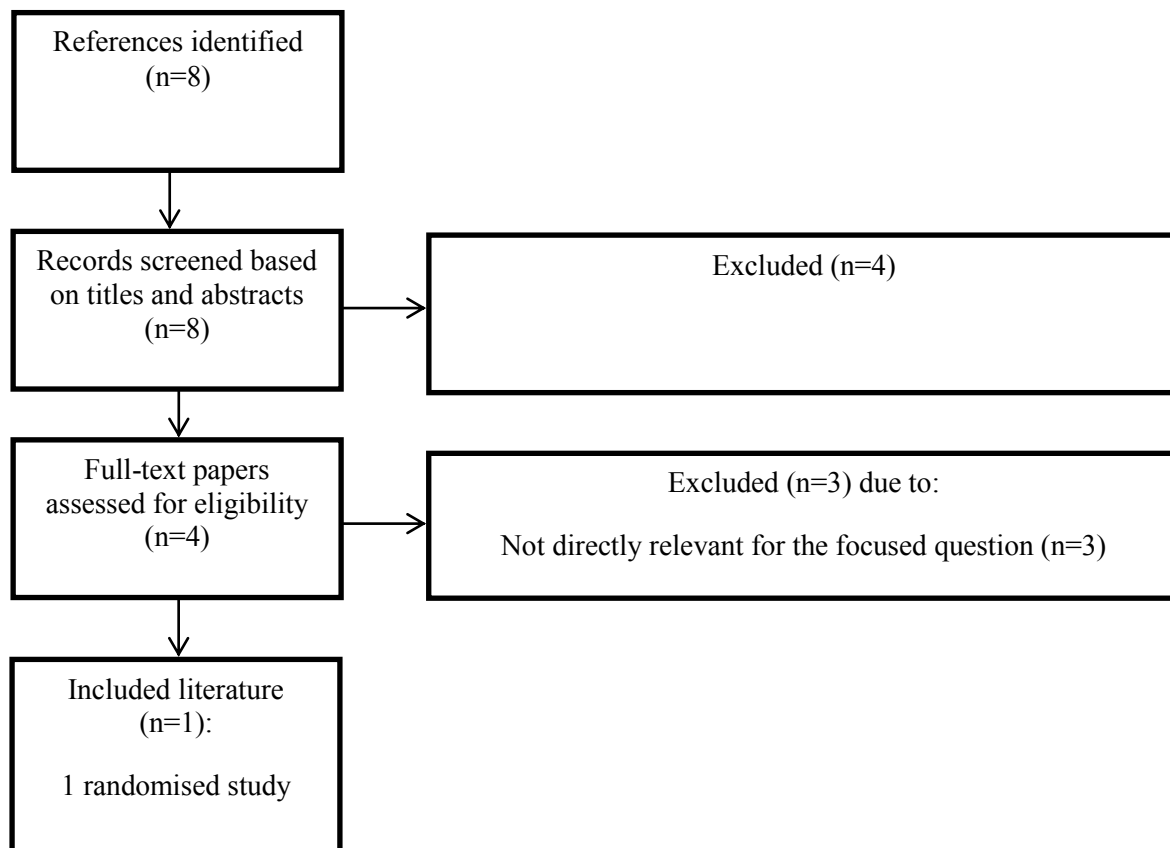 References identified
(n=8)
Records screened based
on titles and abstracts
(n=8)
Excluded (n=4)
Full-text papers
assessed for eligibility
(n=4)
Excluded (n=3) due to:
Not directly relevant for the focused question (n=3)
Included literature
(n=1):
1 randomised study